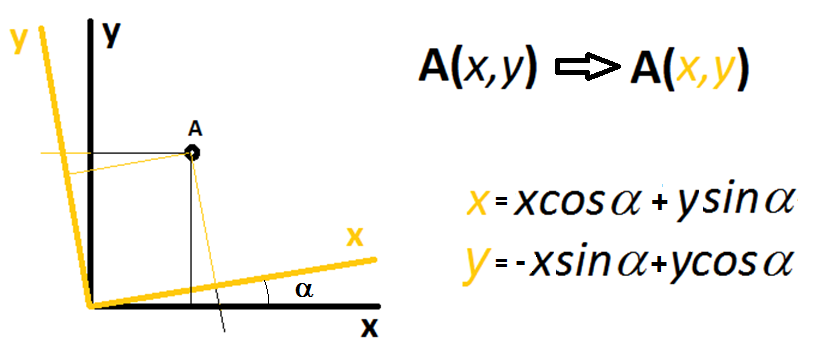 y
y
A
x
α
x
A(x,y) ⇨ A(x,y)
x = xcosα + ysinα
y = -xsinα+ycosα